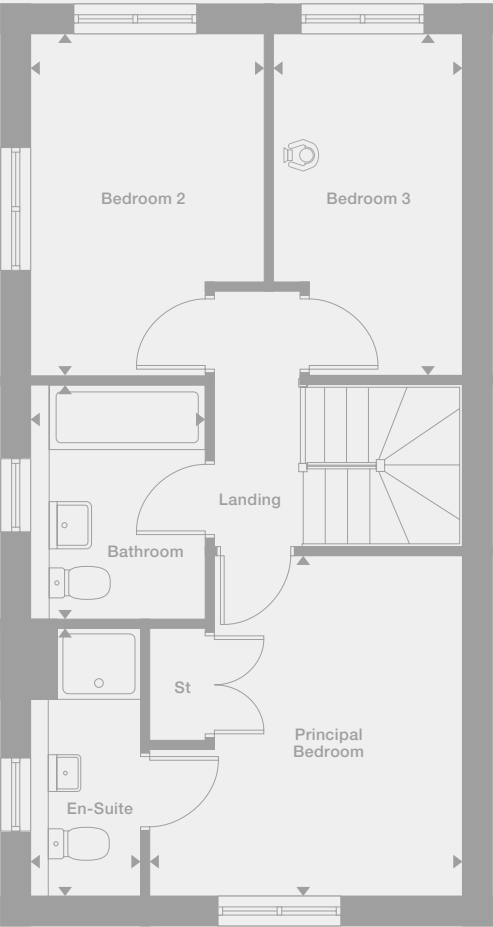 Bedroom 2
Bedroom 3
Landing
Bathroom
St
Principal
Bedroom
En-Suite